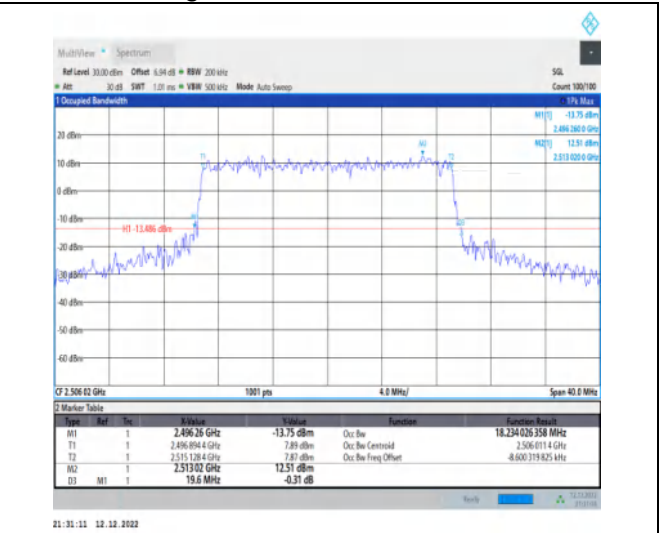 MultiView Spectrum
Ref Level 30.00 dBm Offset 6.94 dB RBW 200 kHz SGL
Att 30 dB SWT 1.01 ms VBW 500 kHz Mode Auto Sweep Count 100/100
1 Occupied Bandwidth 1Pk Max
M1[1] -13.75 dBm
2.496 260 0 GHz
20 dBm M2[1] 12.51 dBm
2.513 020 0 GHz
M2
10 dBm T1 T2
0 dBm
-10 dBm
H1 -13.486 dBm
-20 dBm
-30 dBm
-40 dBm
-50 dBm
-60 dBm
CF 2.506 02 GHz 1001 pts 4.0 MHz/ Span 40.0 MHz
2 Marker Table
Type Ref Trc X-Value Y-Value Function Function Result
M1 1 2.496 26 GHz -13.75 dBm Occ Bw 18.234 026 358 MHz
T1 1 2.496 894 4 GHz 7.89 dBm Occ Bw Centroid 2.506 011 4 GHz
T2 1 2.515 128 4 GHz 7.87 dBm Occ Bw Freq Offset -8.600 319 825 kHz
M2 1 2.513 02 GHz 12.51 dBm
D3 M1 1 19.6 MHz -0.31 dB
Ready 12.12.2022
21:31:11 12.12.2022